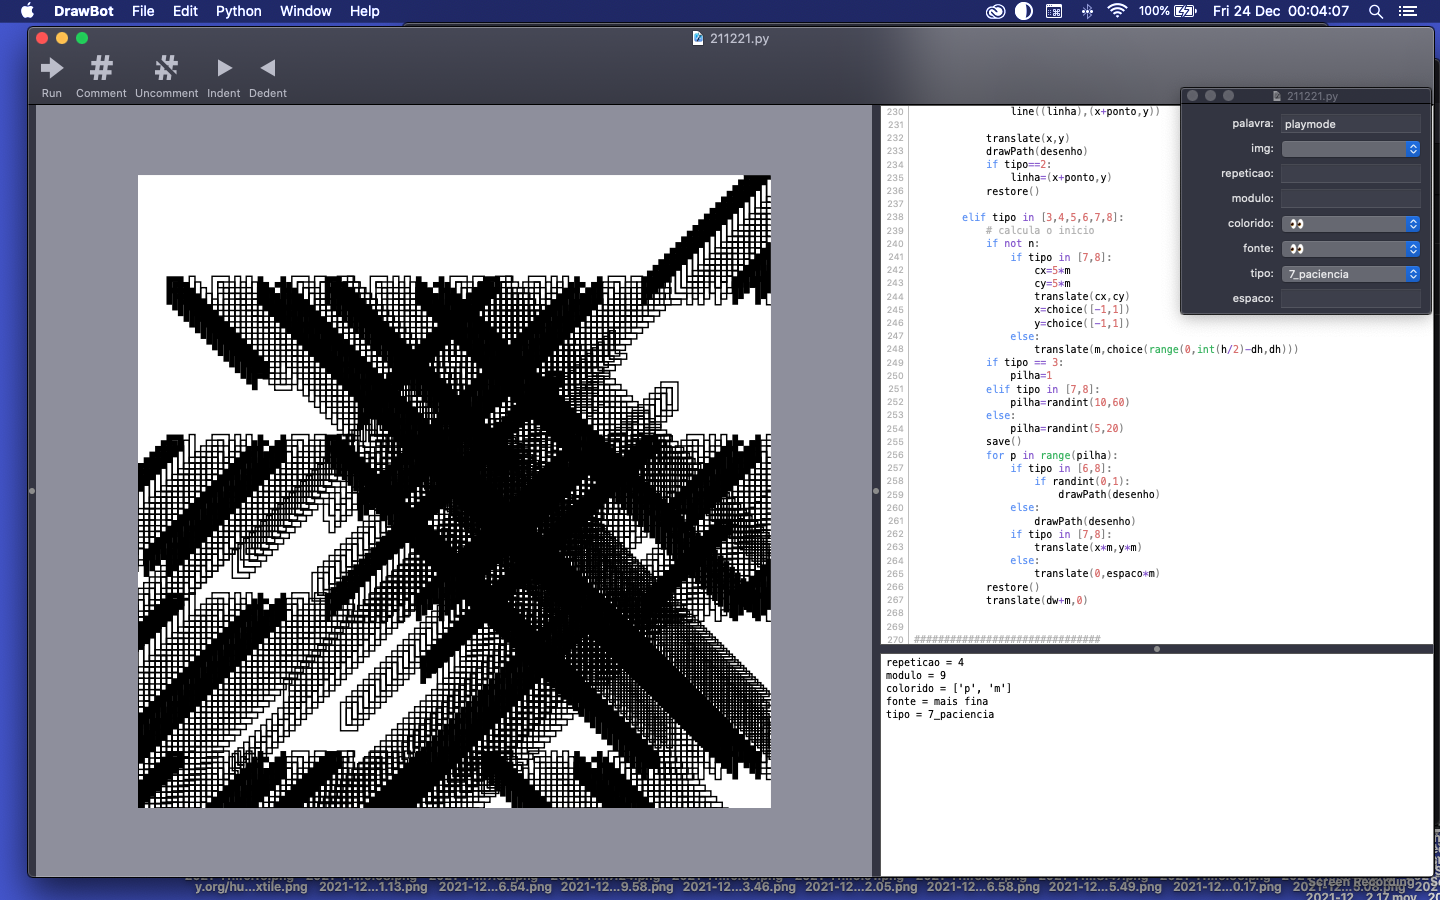 DrawBot File Edit Python Window Help 100% Fri 24 Dec 00:04:07
211221.py
Run Comment Uncomment Indent Dedent
211221.py
palavra: playmode
img:
repeticao:
modulo:
colorido: 👀
fonte: 👀
tipo: 7_paciencia
espaco:
230 line((linha),(x+ponto,y))
231
232 translate(x,y)
233 drawPath(desenho)
234 if tipo==2:
235 linha=(x+ponto,y)
236 restore()
237
238 elif tipo in [3,4,5,6,7,8]:
239 # calcula o inicio
240 if not n:
241 if tipo in [7,8]:
242 cx=5*m
243 cy=5*m
244 translate(cx,cy)
245 x=choice([-1,1])
246 y=choice([-1,1])
247 else:
248 translate(m,choice(range(0,int(h/2)-dh,dh)))
249 if tipo == 3:
250 pilha=1
251 elif tipo in [7,8]:
252 pilha=randint(10,60)
253 else:
254 pilha=randint(5,20)
255 save()
256 for p in range(pilha):
257 if tipo in [6,8]:
258 if randint(0,1):
259 drawPath(desenho)
260 else:
261 drawPath(desenho)
262 if tipo in [7,8]:
263 translate(x*m,y*m)
264 else:
265 translate(0,espaco*m)
266 restore()
267 translate(dw+m,0)
268
269
270 ###############################
repeticao = 4
modulo = 9
colorido = ['p', 'm']
fonte = mais fina
tipo = 7_paciencia
y.org/hu...xtile.png 2021-12...1.13.png 2021-12...6.54.png 2021-12...9.58.png 2021-12...3.46.png 2021-12...2.05.png 2021-12...6.58.png 2021-12...5.49.png 2021-12...0.17.png
Screen Recording
2021-12...2.17.mov